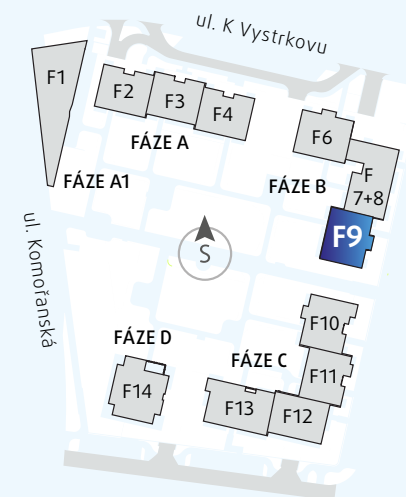 ul. K Vystrkovu
F1
F2
F3
F4
FÁZE A
F6
FÁZE A1
FÁZE B
F
7+8
F9
ul. Komořanská
S
F10
FÁZE D
FÁZE C
F11
F14
F13
F12